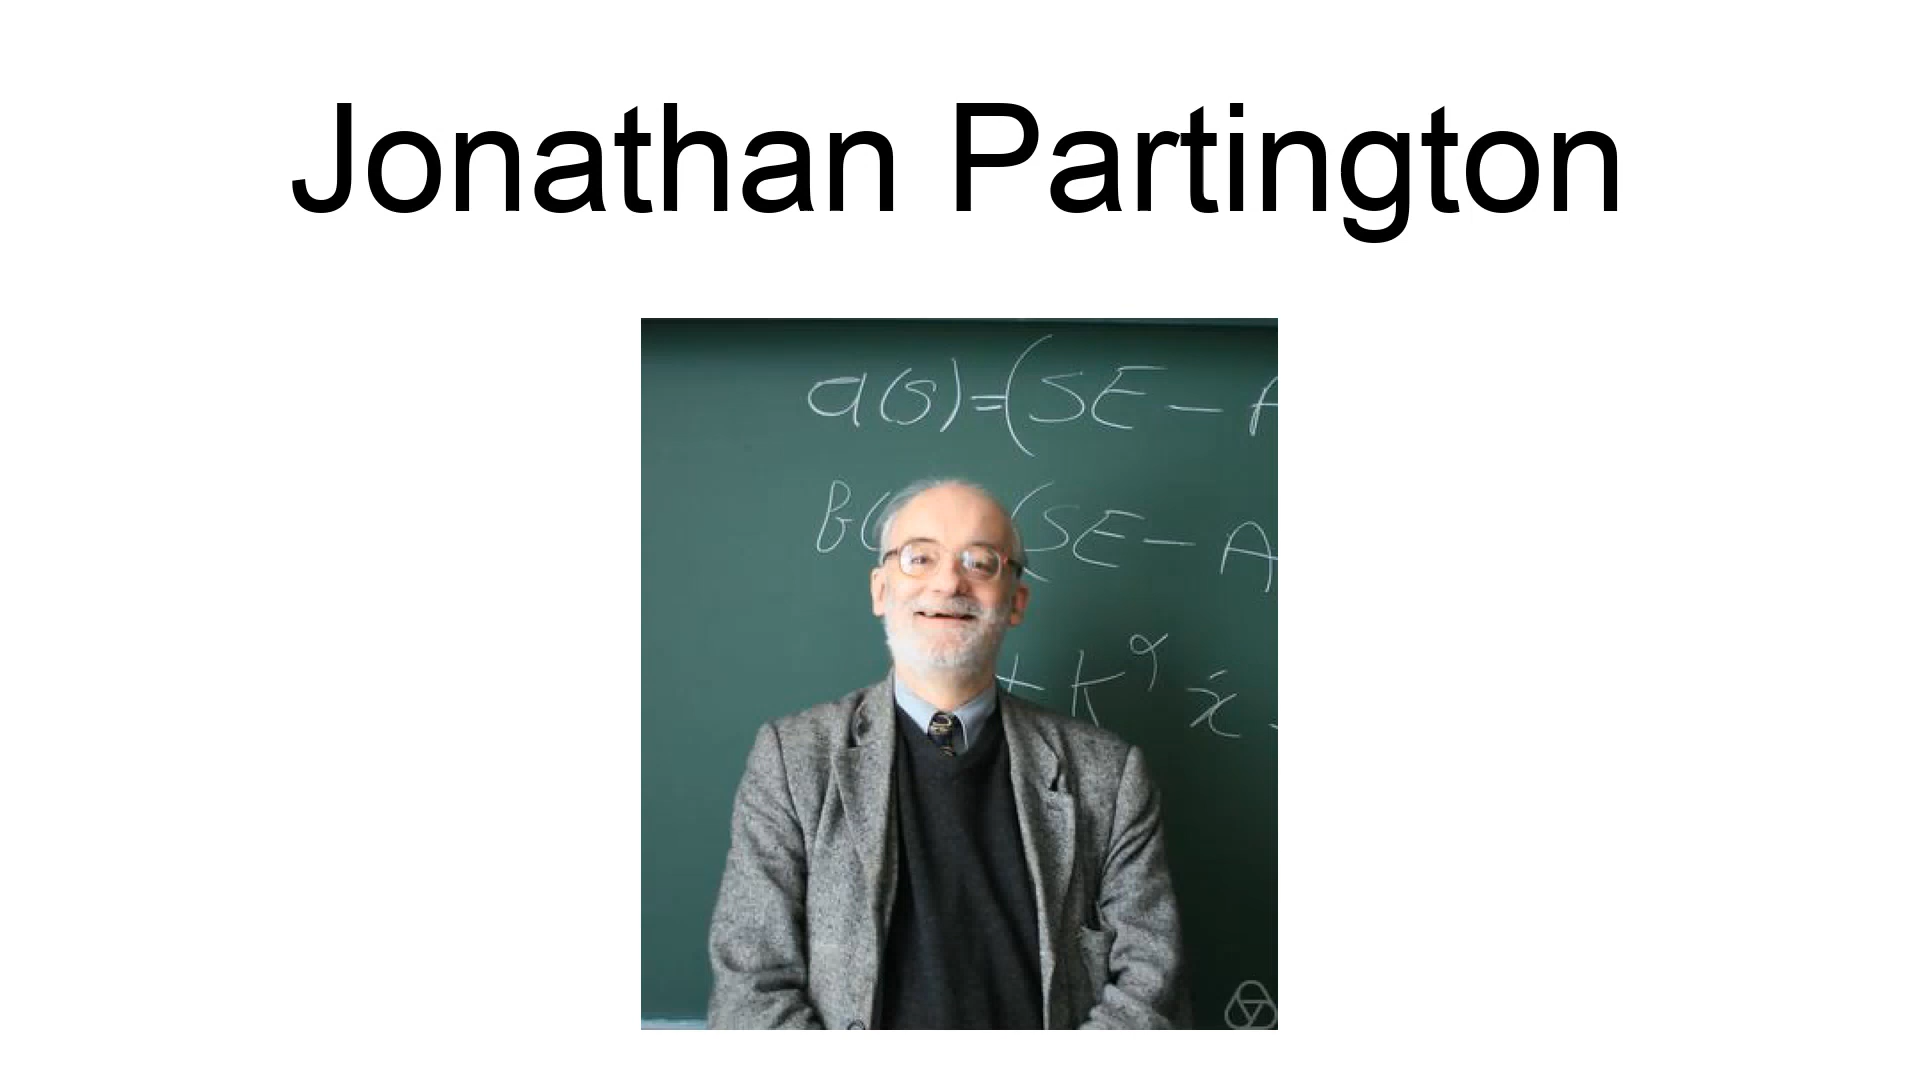 Jonathan Partington
a(s)=(SE - A
B( (SE - A
+ K^α ẋ -